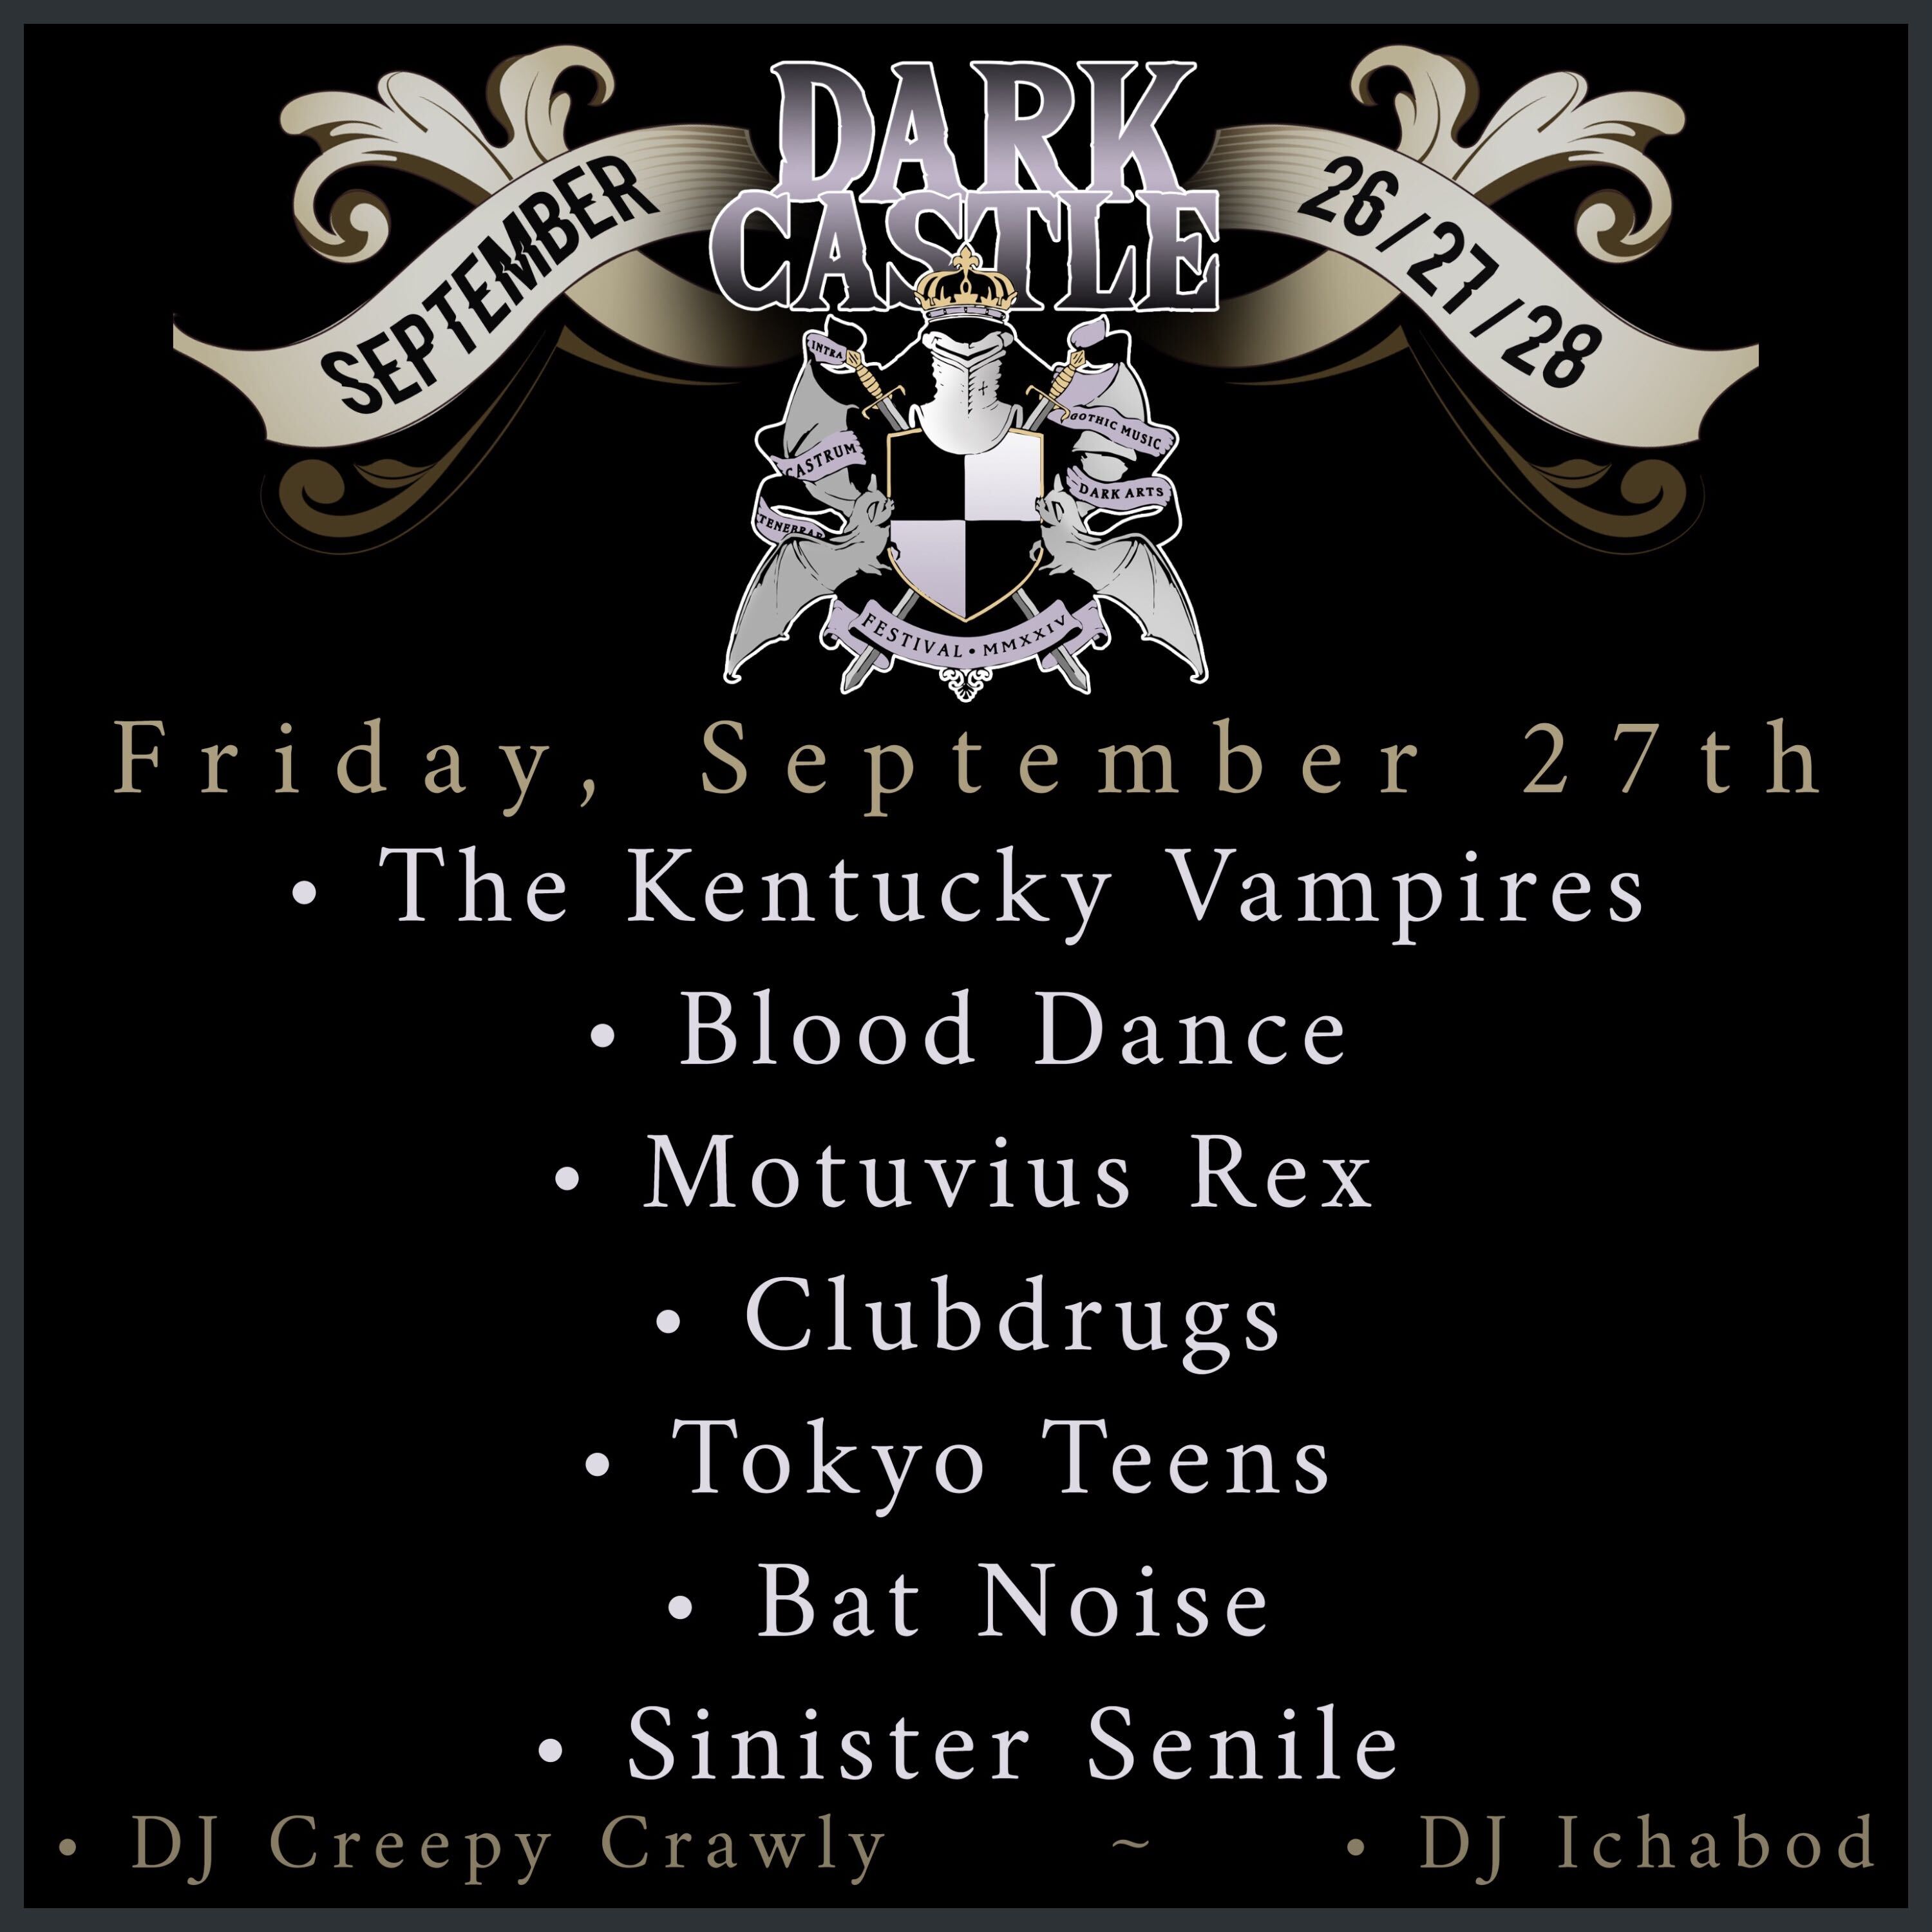 DARK
CASTLE
SEPTEMBER
26/27/28
INTRA
CASTRUM
TENEBRAE
GOTHIC MUSIC
DARK ARTS
FESTIVAL • MMXXIV
Friday, September 27th
• The Kentucky Vampires
• Blood Dance
• Motuvius Rex
• Clubdrugs
• Tokyo Teens
• Bat Noise
• Sinister Senile
• DJ Creepy Crawly ~ • DJ Ichabod